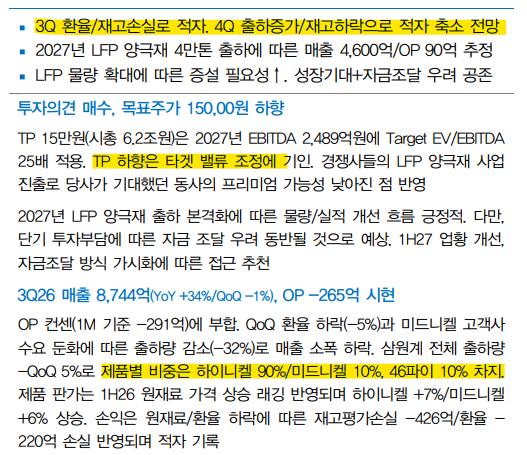 ▪ 3Q 환율/재고손실로 적자. 4Q 출하증가/재고하락으로 적자 축소 전망
▪ 2027년 LFP 양극재 4만톤 출하에 따른 매출 4,600억/OP 90억 추정
▪ LFP 물량 확대에 따른 증설 필요성↑. 성장기대+자금조달 우려 공존
투자의견 매수, 목표주가 150,00원 하향
TP 15만원(시총 6.2조원)은 2027년 EBITDA 2,489억원에 Target EV/EBITDA
25배 적용. TP 하향은 타겟 밸류 조정에 기인. 경쟁사들의 LFP 양극재 사업
진출로 당사가 기대했던 동사의 프리미엄 가능성 낮아진 점 반영
2027년 LFP 양극재 출하 본격화에 따른 물량/실적 개선 흐름 긍정적. 다만,
단기 투자부담에 따른 자금 조달 우려 동반될 것으로 예상. 1H27 업황 개선,
자금조달 방식 가시화에 따른 접근 추천
3Q26 매출 8,744억(YoY +34%/QoQ -1%), OP -265억 시현
OP 컨센(1M 기준 -291억)에 부합. QoQ 환율 하락(-5%)과 미드니켈 고객사
수요 둔화에 따른 출하량 감소(-32%)로 매출 소폭 하락. 삼원계 전체 출하량
-QoQ 5%로 제품별 비중은 하이니켈 90%/미드니켈 10%, 46파이 10% 차지.
제품 판가는 1H26 원재료 가격 상승 래깅 반영되며 하이니켈 +7%/미드니켈
+6% 상승. 손익은 원재료/환율 하락에 따른 재고평가손실 -426억/환율 -
220억 손실 반영되며 적자 기록